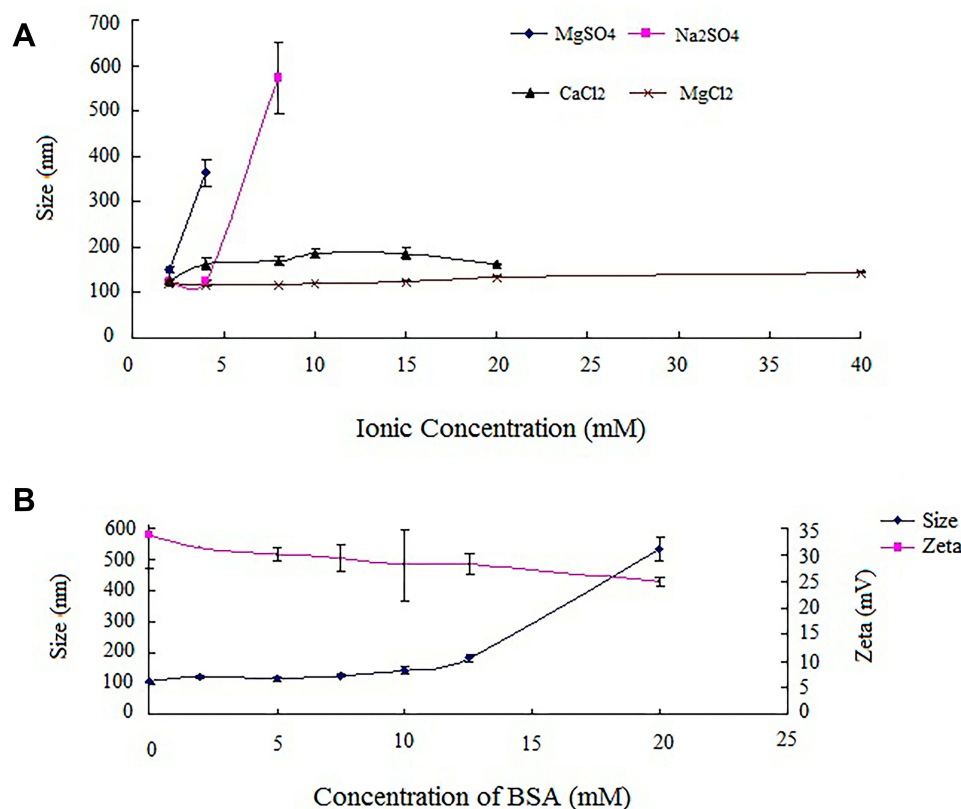 A
700
600
500
400
300
200
100
0
Size (nm)
MgSO4
Na2SO4
CaCl2
MgCl2
0 5 10 15 20 25 30 35 40
Ionic Concentration (mM)
B
600
500
400
300
200
100
0
Size (nm)
35
30
25
20
15
10
5
0
Zeta (mV)
Size
Zeta
0 5 10 15 20 25
Concentration of BSA (mM)